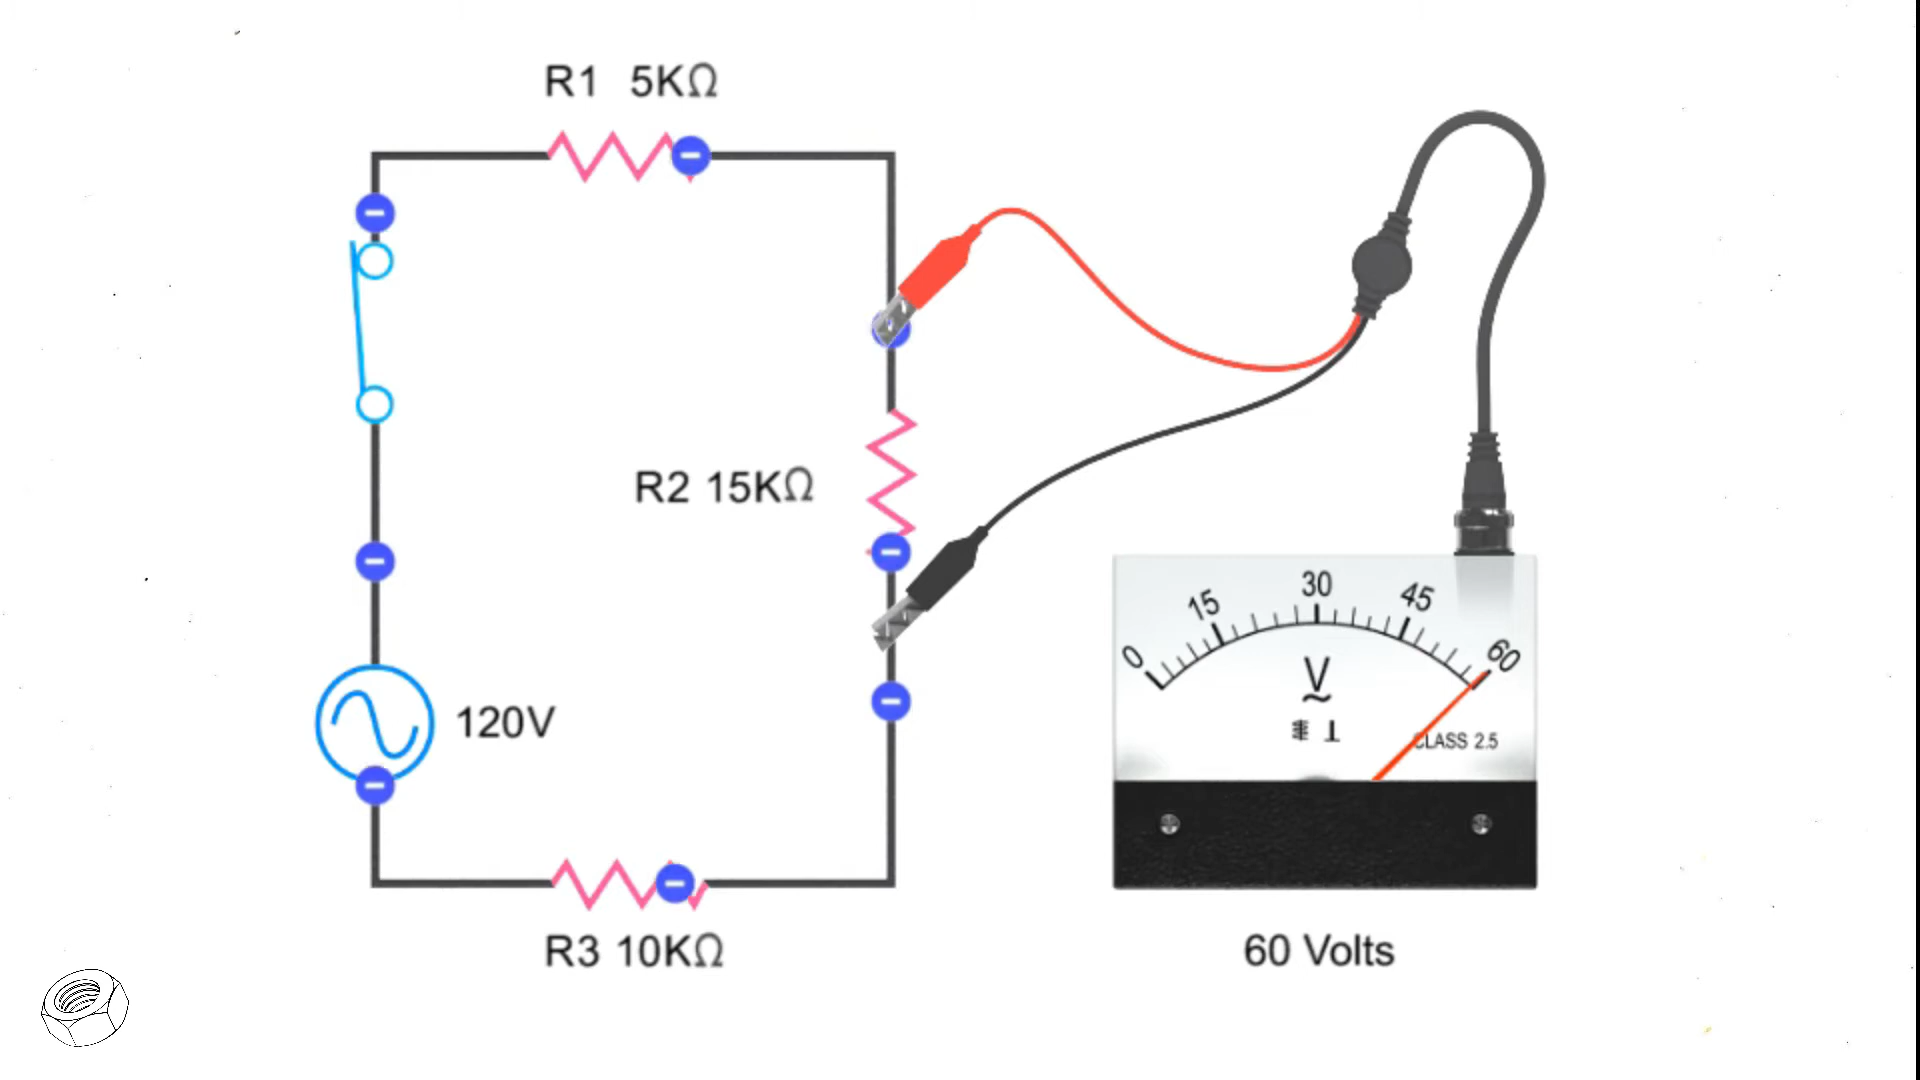 R1 5KΩ
R2 15KΩ
120V
R3 10KΩ
0 15 30 45 60
V
~
CLASS 2.5
60 Volts